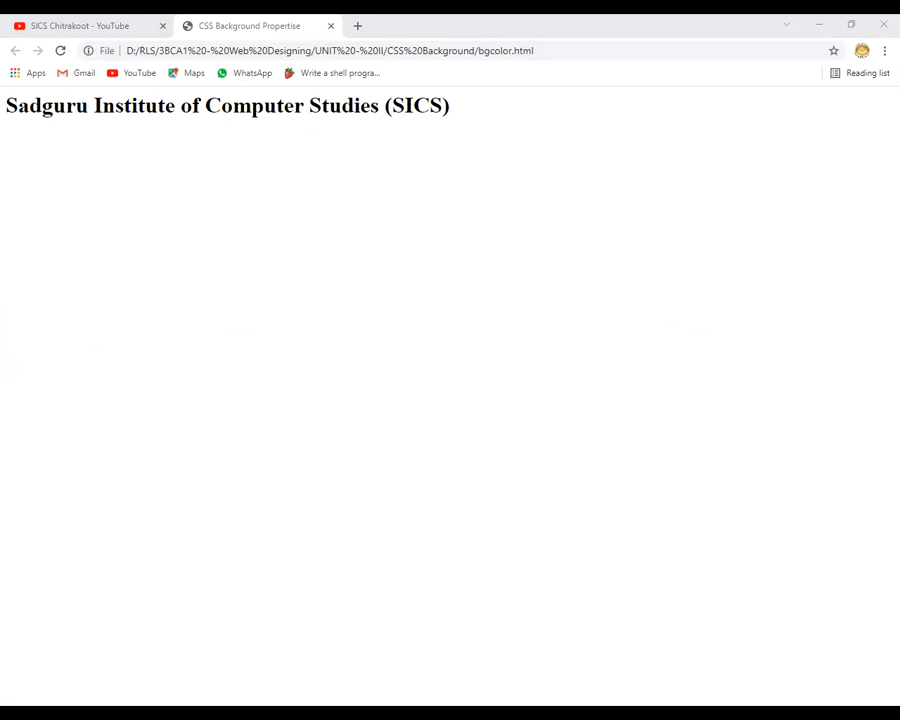 SICS Chitrakoot - YouTube
CSS Background Propertise
File
D:/RLS/3BCA1%20-%20Web%20Designing/UNIT%20-%20II/CSS%20Background/bgcolor.html
Apps Gmail YouTube Maps WhatsApp Write a shell progra... Reading list
Sadguru Institute of Computer Studies (SICS)